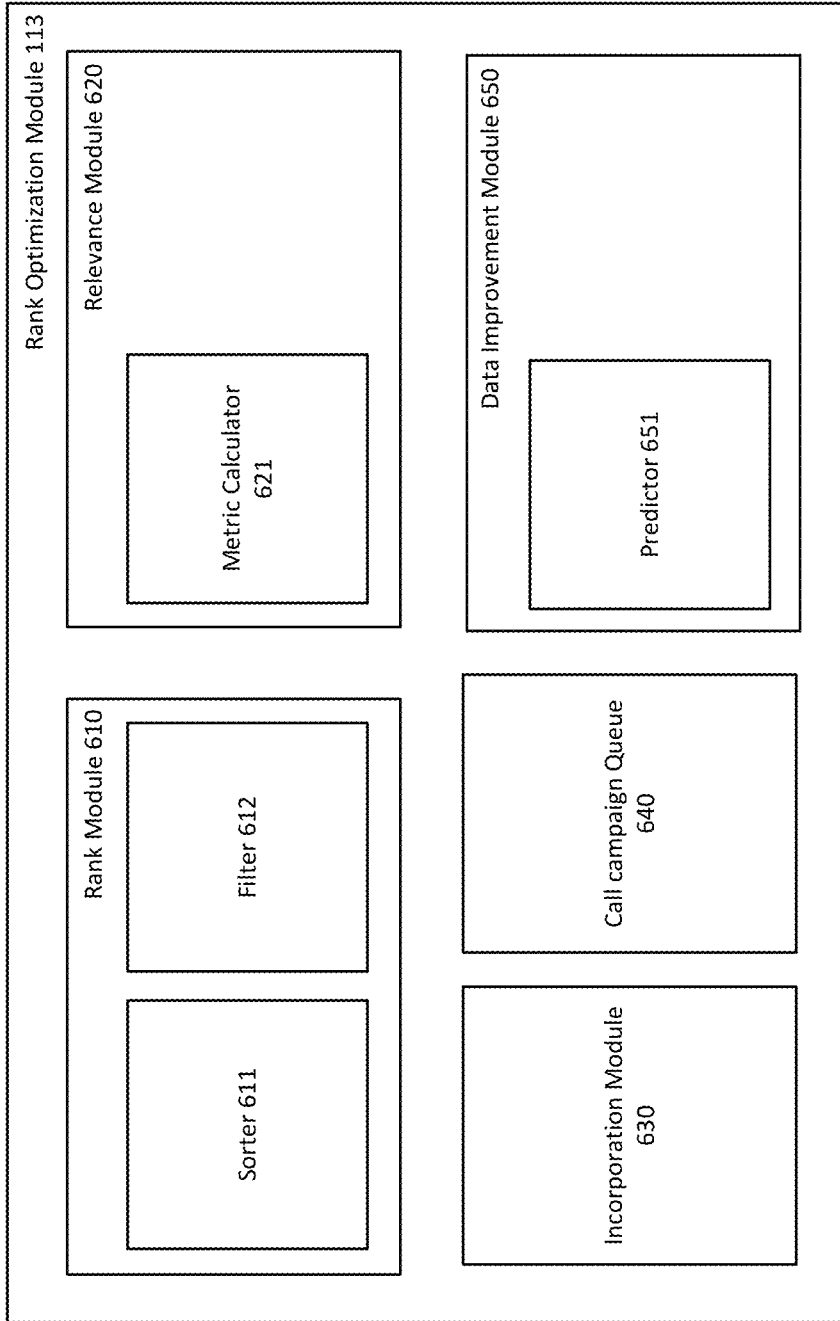 Rank Optimization Module 113
Rank Module 610
Sorter 611
Filter 612
Relevance Module 620
Metric Calculator
621
Incorporation Module
630
Call campaign Queue
640
Data Improvement Module 650
Predictor 651